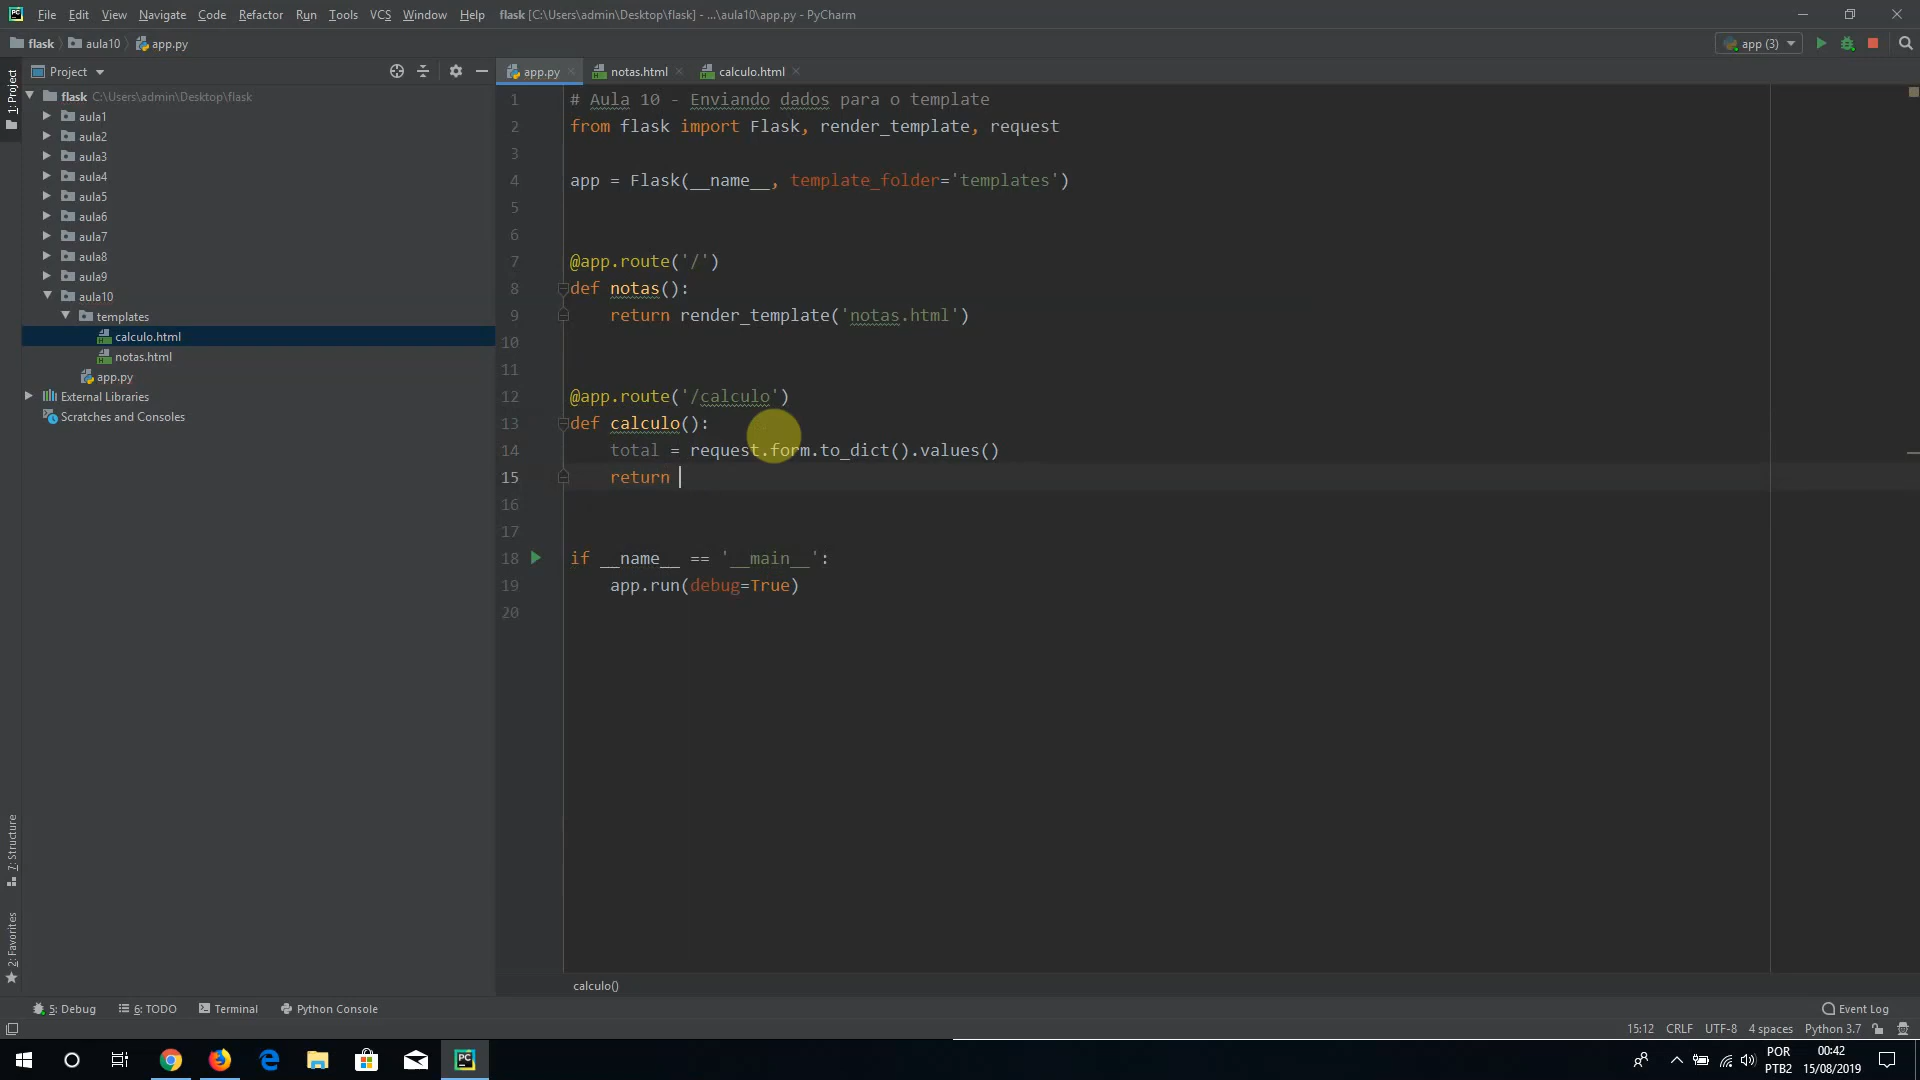 File Edit View Navigate Code Refactor Run Tools VCS Window Help flask [C:\Users\admin\Desktop\flask] - ...\aula10\app.py - PyCharm
flask aula10 app.py
app (3)
1: Project
Project
app.py notas.html calculo.html
flask C:\Users\admin\Desktop\flask
aula1
aula2
aula3
aula4
aula5
aula6
aula7
aula8
aula9
aula10
templates
calculo.html
notas.html
app.py
External Libraries
Scratches and Consoles
1 # Aula 10 - Enviando dados para o template
2 from flask import Flask, render_template, request
3
4 app = Flask(__name__, template_folder='templates')
5
6
7 @app.route('/')
8 def notas():
9 return render_template('notas.html')
10
11
12 @app.route('/calculo')
13 def calculo():
14 total = request.form.to_dict().values()
15 return
16
17
18 if __name__ == '__main__':
19 app.run(debug=True)
20
7: Structure
2: Favorites
calculo()
5: Debug 6: TODO Terminal Python Console Event Log
15:12 CRLF UTF-8 4 spaces Python 3.7
PC
POR
PTB2
00:42
15/08/2019